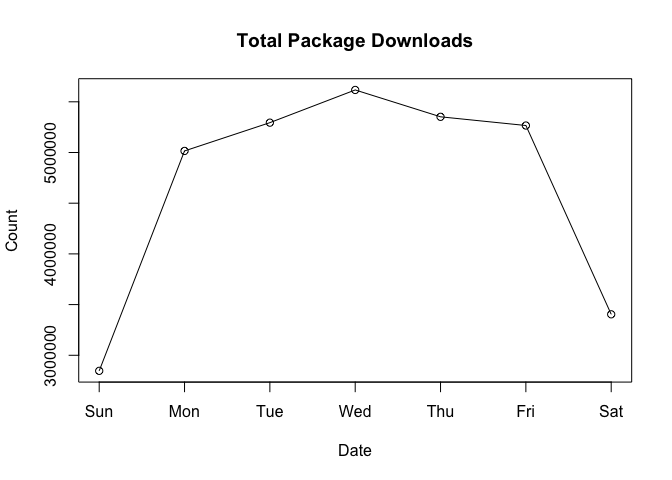 Total Package Downloads
Count
5000000
4000000
3000000
Sun Mon Tue Wed Thu Fri Sat
Date